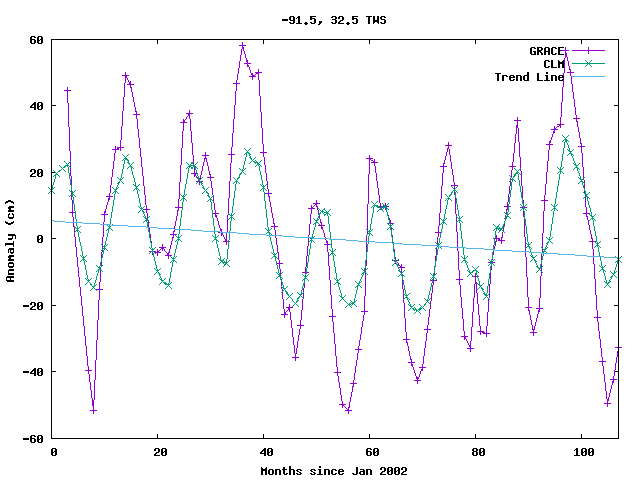 -91.5, 32.5 TWS
GRACE
CLM
Trend Line
60
40
20
0
-20
-40
-60
Anomaly (cm)
0 20 40 60 80 100
Months since Jan 2002